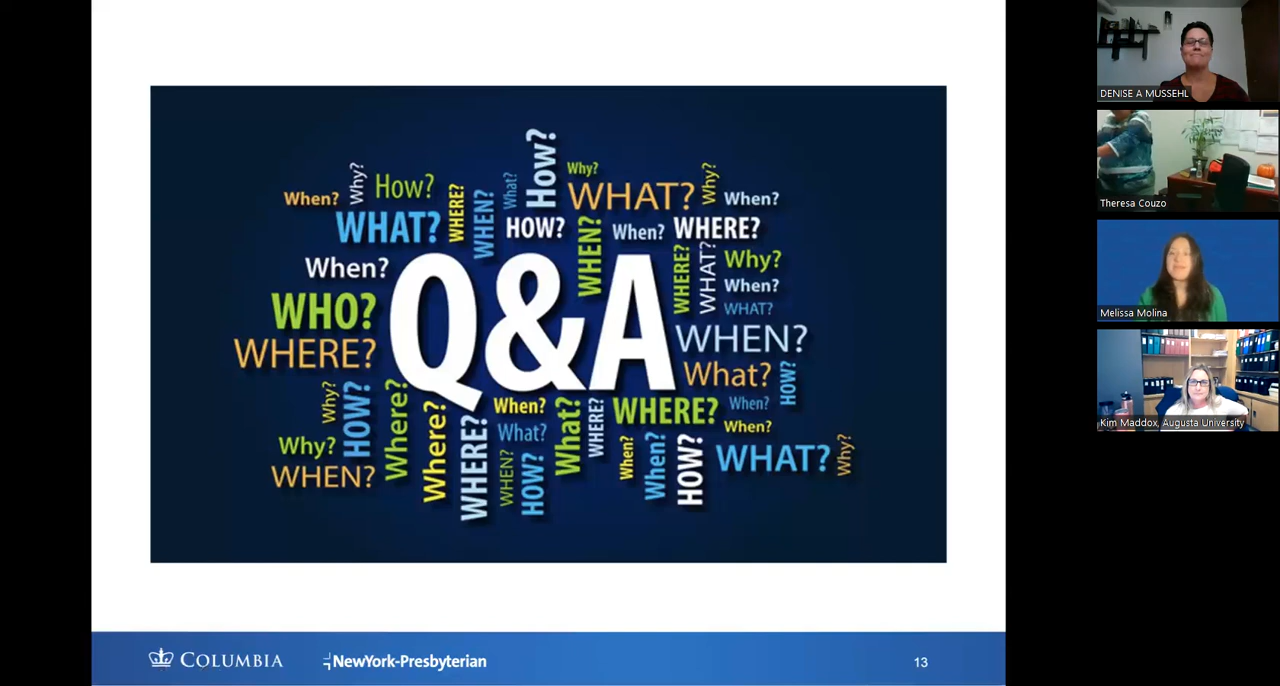 How?
Why?
WHAT?
Why?
When?
When?
Why?
How?
WHERE?
WHEN?
What?
WHAT?
HOW?
WHEN?
When?
WHERE?
When?
WHERE?
WHAT?
Why?
When?
WHAT?
WHO?
Q&A
WHEN?
WHERE?
What?
HOW?
Why?
HOW?
Where?
Where?
WHERE?
When?
What?
WHEN?
HOW?
What?
WHERE?
WHERE?
When?
When?
When?
When?
HOW?
WHAT?
Why?
Why?
WHEN?
COLUMBIA
NewYork-Presbyterian
13
DENISE A MUSSEHL
Theresa Couzo
Melissa Molina
Kim Maddox, Augusta University